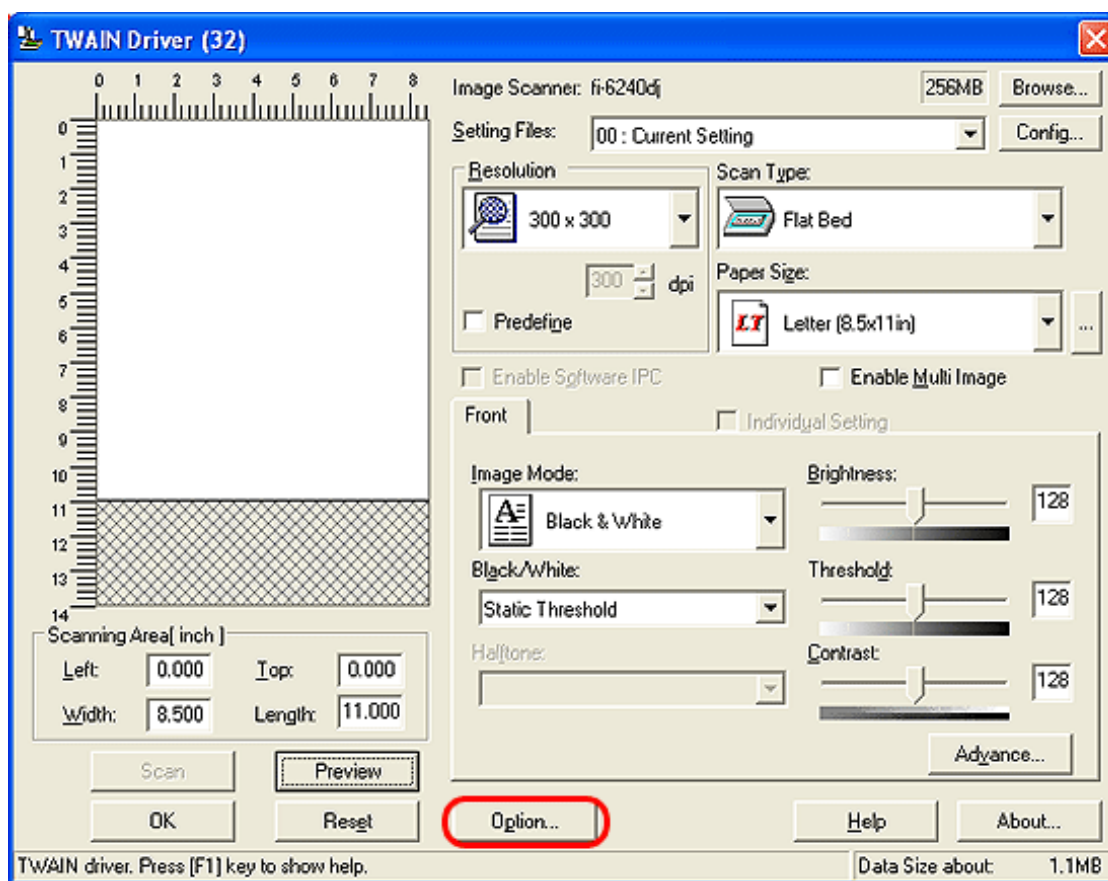 TWAIN Driver (32)
0 1 2 3 4 5 6 7 8
0
1
2
3
4
5
6
7
8
9
10
11
12
13
14
Scanning Area[ inch ]
Left: 0.000 Top: 0.000
Width: 8.500 Length: 11.000
Scan Preview
OK Reset
Image Scanner: fi-6240dj 256MB Browse...
Setting Files: 00 : Current Setting Config...
Resolution
300 x 300
300 dpi
Predefine
Scan Type:
Flat Bed
Paper Size:
LT Letter (8.5x11in) ...
Enable Software IPC Enable Multi Image
Front Individual Setting
Image Mode:
A Black & White
Black/White:
Static Threshold
Halftone:
Brightness:
128
Threshold:
128
Contrast:
128
Advance...
Option... Help About...
TWAIN driver. Press [F1] key to show help. Data Size about: 1.1MB